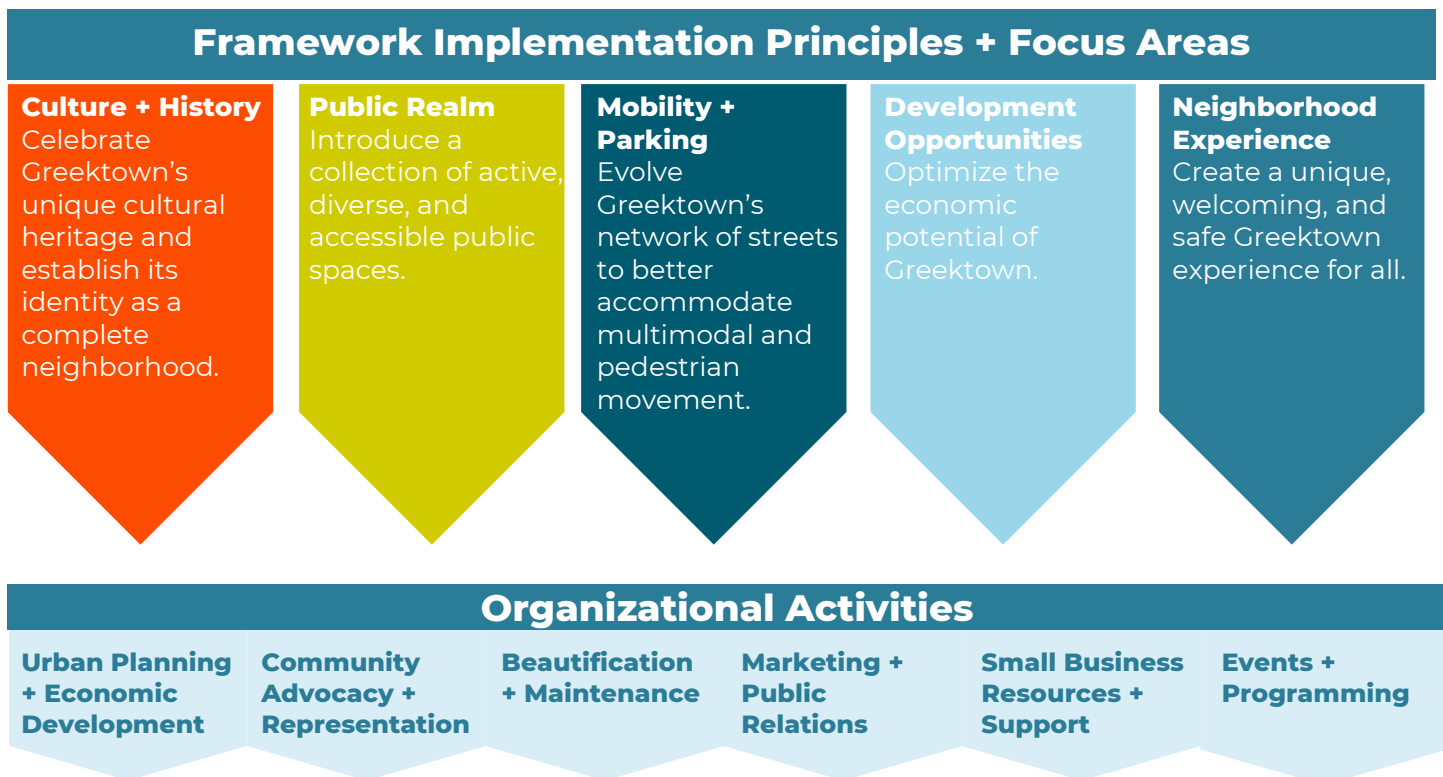 Framework Implementation Principles + Focus Areas
Culture + History
Celebrate
Greektown’s
unique cultural
heritage and
establish its
identity as a
complete
neighborhood.
Public Realm
Introduce a
collection of active,
diverse, and
accessible public
spaces.
Mobility +
Parking
Evolve
Greektown’s
network of streets
to better
accommodate
multimodal and
pedestrian
movement.
Development
Opportunities
Optimize the
economic
potential of
Greektown.
Neighborhood
Experience
Create a unique,
welcoming, and
safe Greektown
experience for all.
Organizational Activities
Urban Planning
+ Economic
Development
Community
Advocacy +
Representation
Beautification
+ Maintenance
Marketing +
Public
Relations
Small Business
Resources +
Support
Events +
Programming